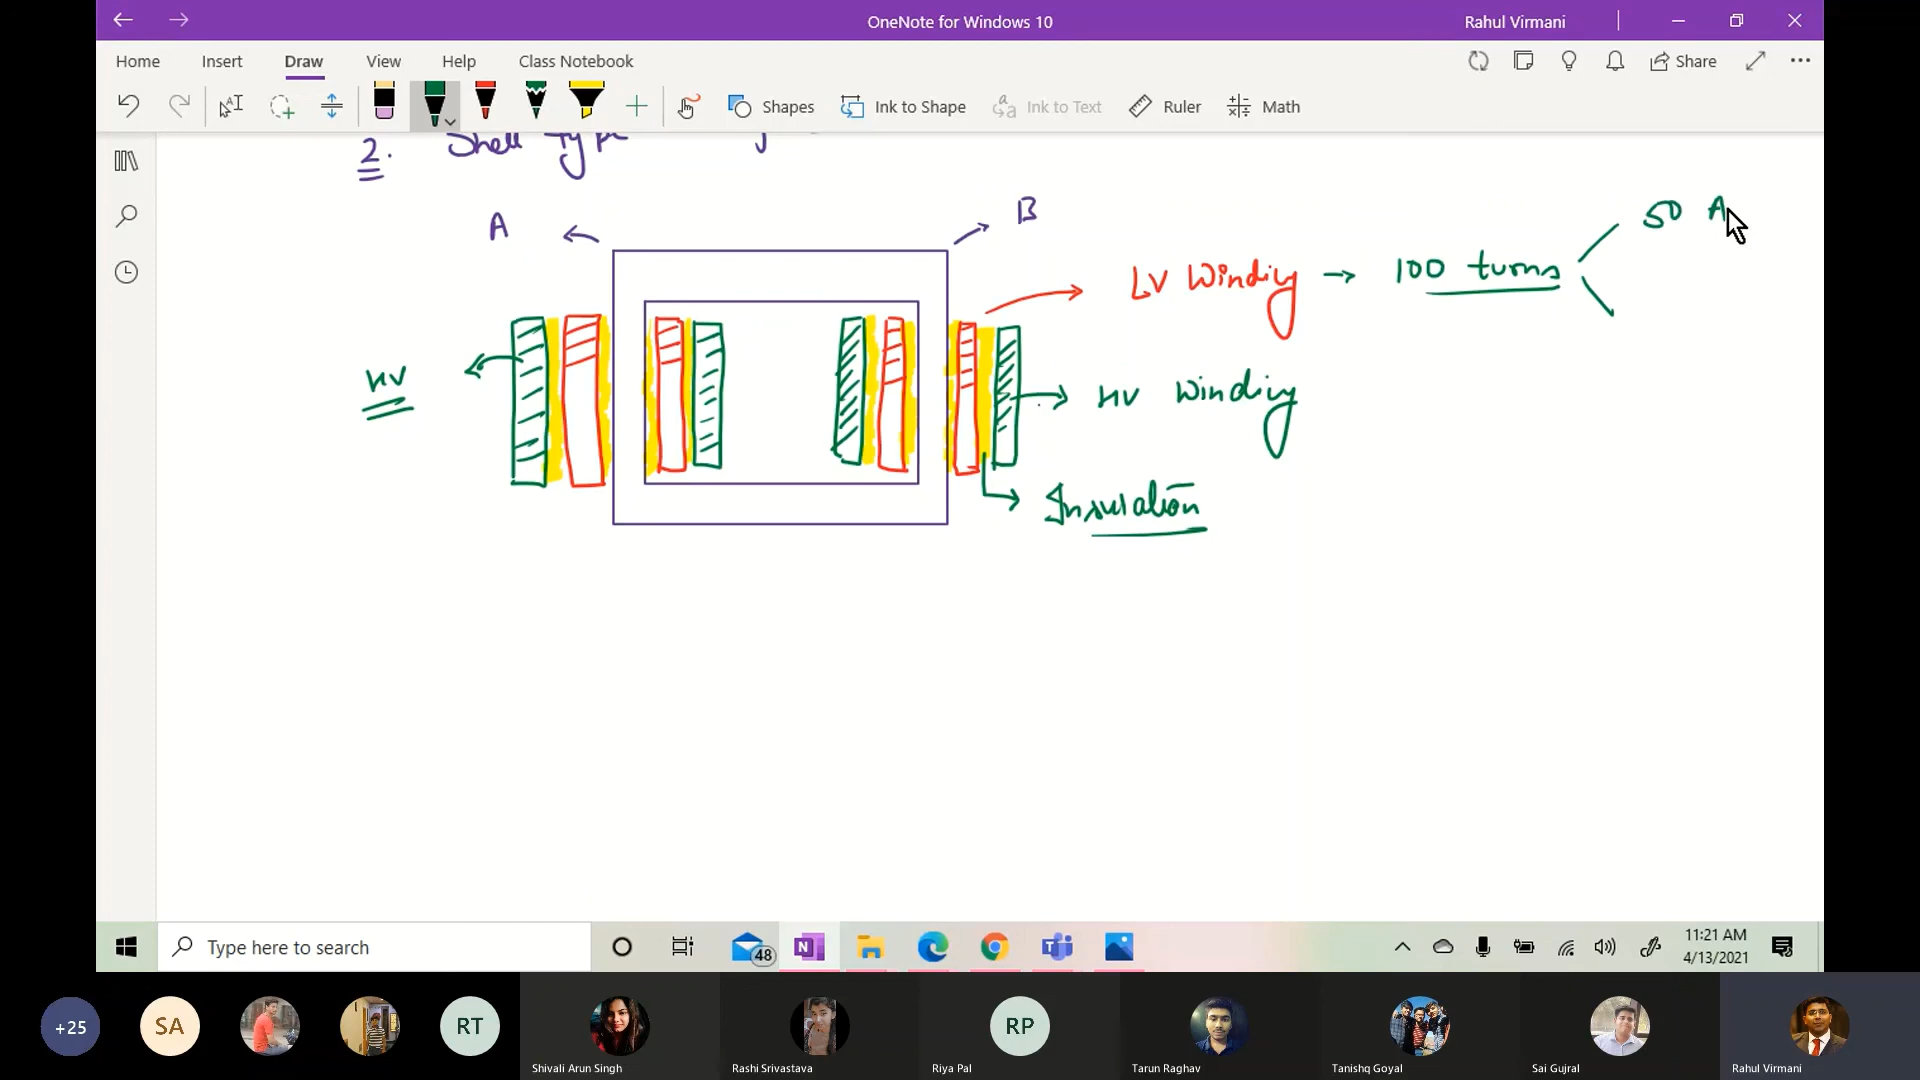 OneNote for Windows 10
Rahul Virmani
Home Insert Draw View Help Class Notebook
Share
Shapes Ink to Shape Ink to Text Ruler Math
2. Shell type
A
B
50 A
LV Winding → 100 turns
HV
HV Winding
Insulation
Type here to search
48
11:21 AM
4/13/2021
+25
SA
RT
RP
Shivali Arun Singh
Rashi Srivastava
Riya Pal
Tarun Raghav
Tanishq Goyal
Sai Gujral
Rahul Virmani